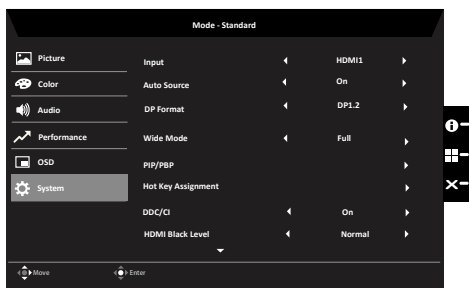 Mode - Standard
Picture
Color
Audio
Performance
OSD
System
Input HDMI1
Auto Source On
DP Format DP1.2
Wide Mode Full
PIP/PBP
Hot Key Assignment
DDC/CI On
HDMI Black Level Normal
Move Enter